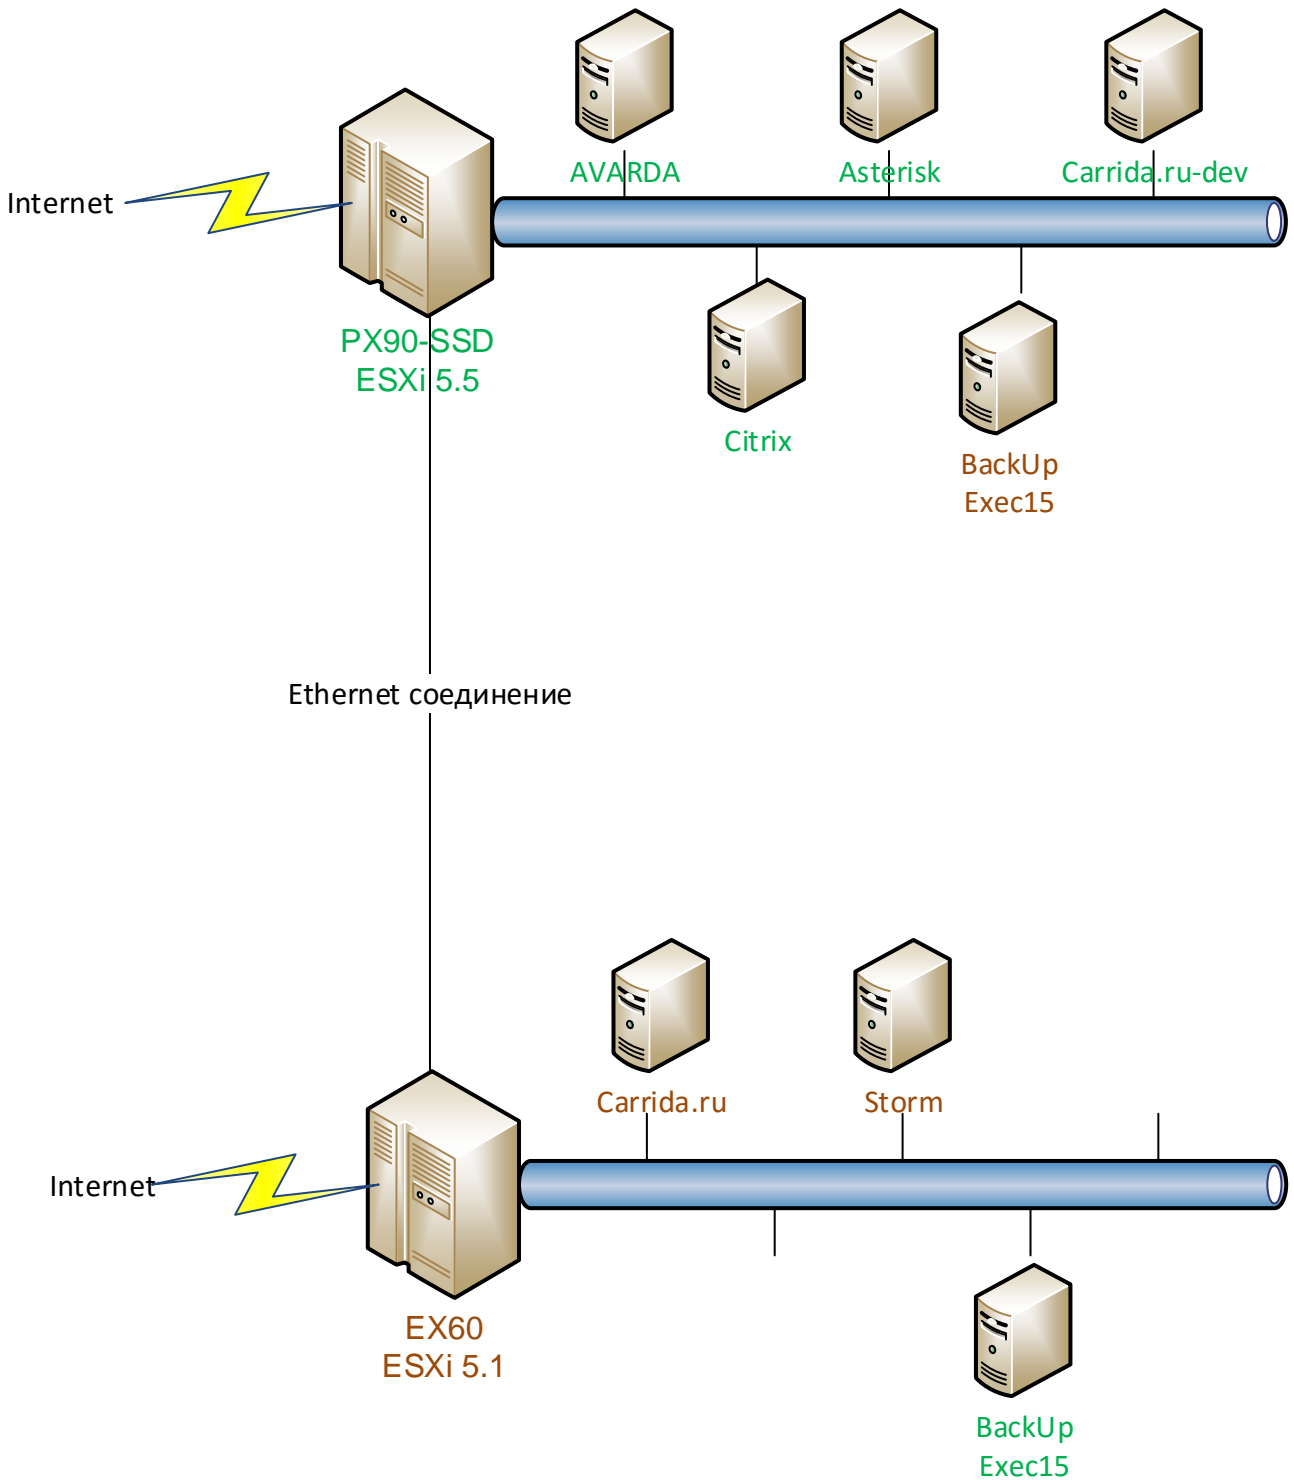 AVARDA
Asterisk
Carrida.ru-dev
Internet
PX90-SSD
ESXi 5.5
Citrix
BackUp
Exec15
Ethernet соединение
Carrida.ru
Storm
Internet
EX60
ESXi 5.1
BackUp
Exec15